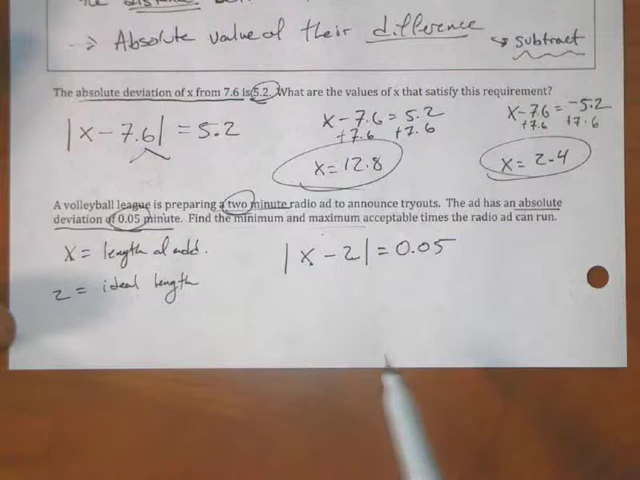 the distance
-> Absolute value of their difference -> subtract
The absolute deviation of x from 7.6 is 5.2. What are the values of x that satisfy this requirement?
|x - 7.6| = 5.2
x - 7.6 = 5.2
+7.6 +7.6
x = 12.8
x - 7.6 = -5.2
+7.6 +7.6
x = 2.4
A volleyball league is preparing a two minute radio ad to announce tryouts. The ad has an absolute
deviation of 0.05 minute. Find the minimum and maximum acceptable times the radio ad can run.
x = length of add.
2 = ideal length
|x - 2| = 0.05